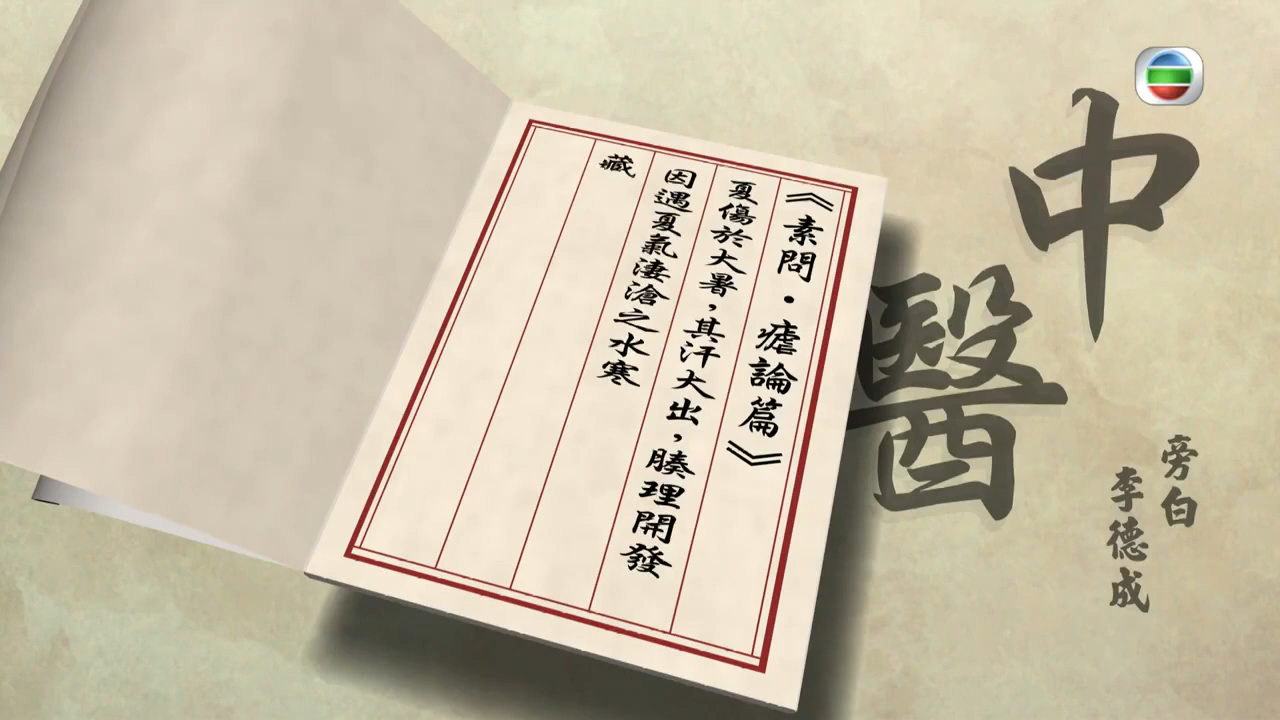 《素問·瘧論篇》
夏傷於大暑，其汗大出，腠理開發
因遇夏氣淒滄之水寒
藏
中醫
旁白
李德成